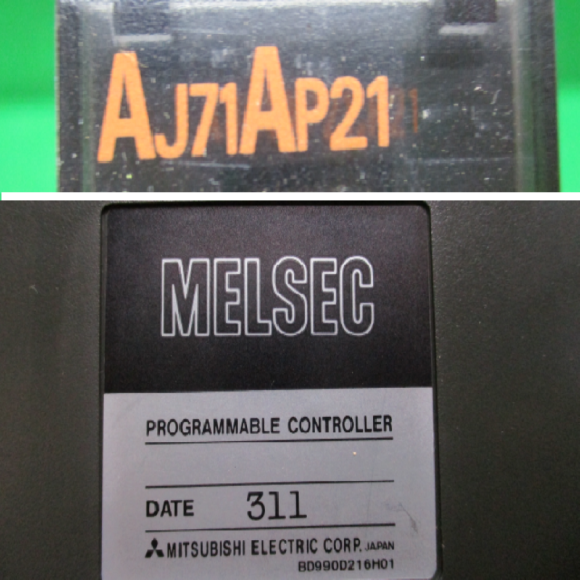 AJ71AP21
MELSEC
PROGRAMMABLE CONTROLLER
DATE 311
MITSUBISHI ELECTRIC CORP. JAPAN
BD990D216H01